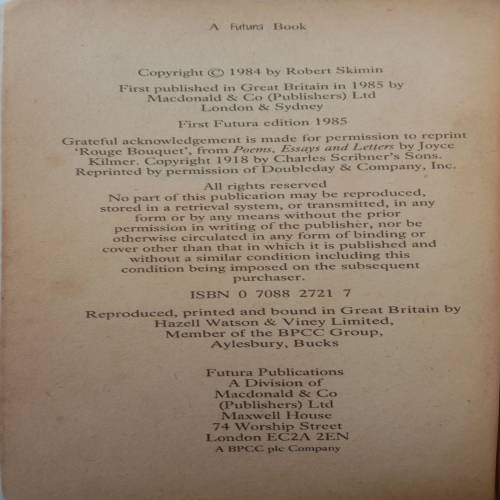 A Futura Book
Copyright © 1984 by Robert Skimin
First published in Great Britain in 1985 by
Macdonald & Co (Publishers) Ltd
London & Sydney
First Futura edition 1985
Grateful acknowledgement is made for permission to reprint
'Rouge Bouquet', from Poems, Essays and Letters by Joyce
Kilmer. Copyright 1918 by Charles Scribner's Sons.
Reprinted by permission of Doubleday & Company, Inc.
All rights reserved
No part of this publication may be reproduced,
stored in a retrieval system, or transmitted, in any
form or by any means without the prior
permission in writing of the publisher, nor be
otherwise circulated in any form of binding or
cover other than that in which it is published and
without a similar condition including this
condition being imposed on the subsequent
purchaser.
ISBN 0 7088 2721 7
Reproduced, printed and bound in Great Britain by
Hazell Watson & Viney Limited,
Member of the BPCC Group,
Aylesbury, Bucks
Futura Publications
A Division of
Macdonald & Co
(Publishers) Ltd
Maxwell House
74 Worship Street
London EC2A 2EN
A BPCC plc Company